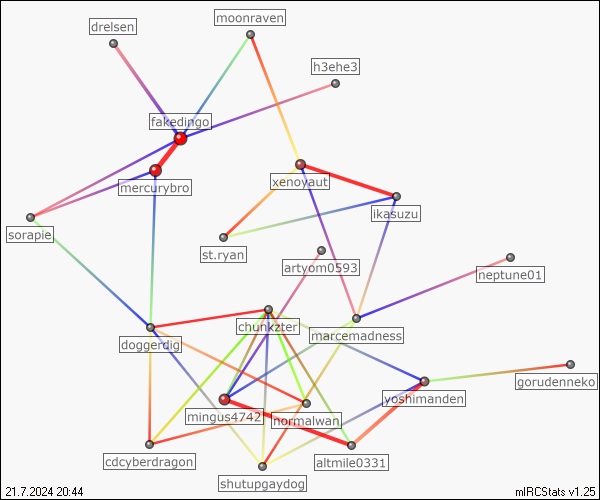 moonraven
drelsen
h3ehe3
fakedingo
xenoyaut
mercurybro
ikasuzu
sorapie
st.ryan
artyom0593
neptune01
chunkzter
marcemadness
doggerdig
gorudenneko
yoshimanden
mingus4742
normalwan
cdcyberdragon
altmile0331
shutupgaydog
21.7.2024 20:44
mIRCStats v1.25